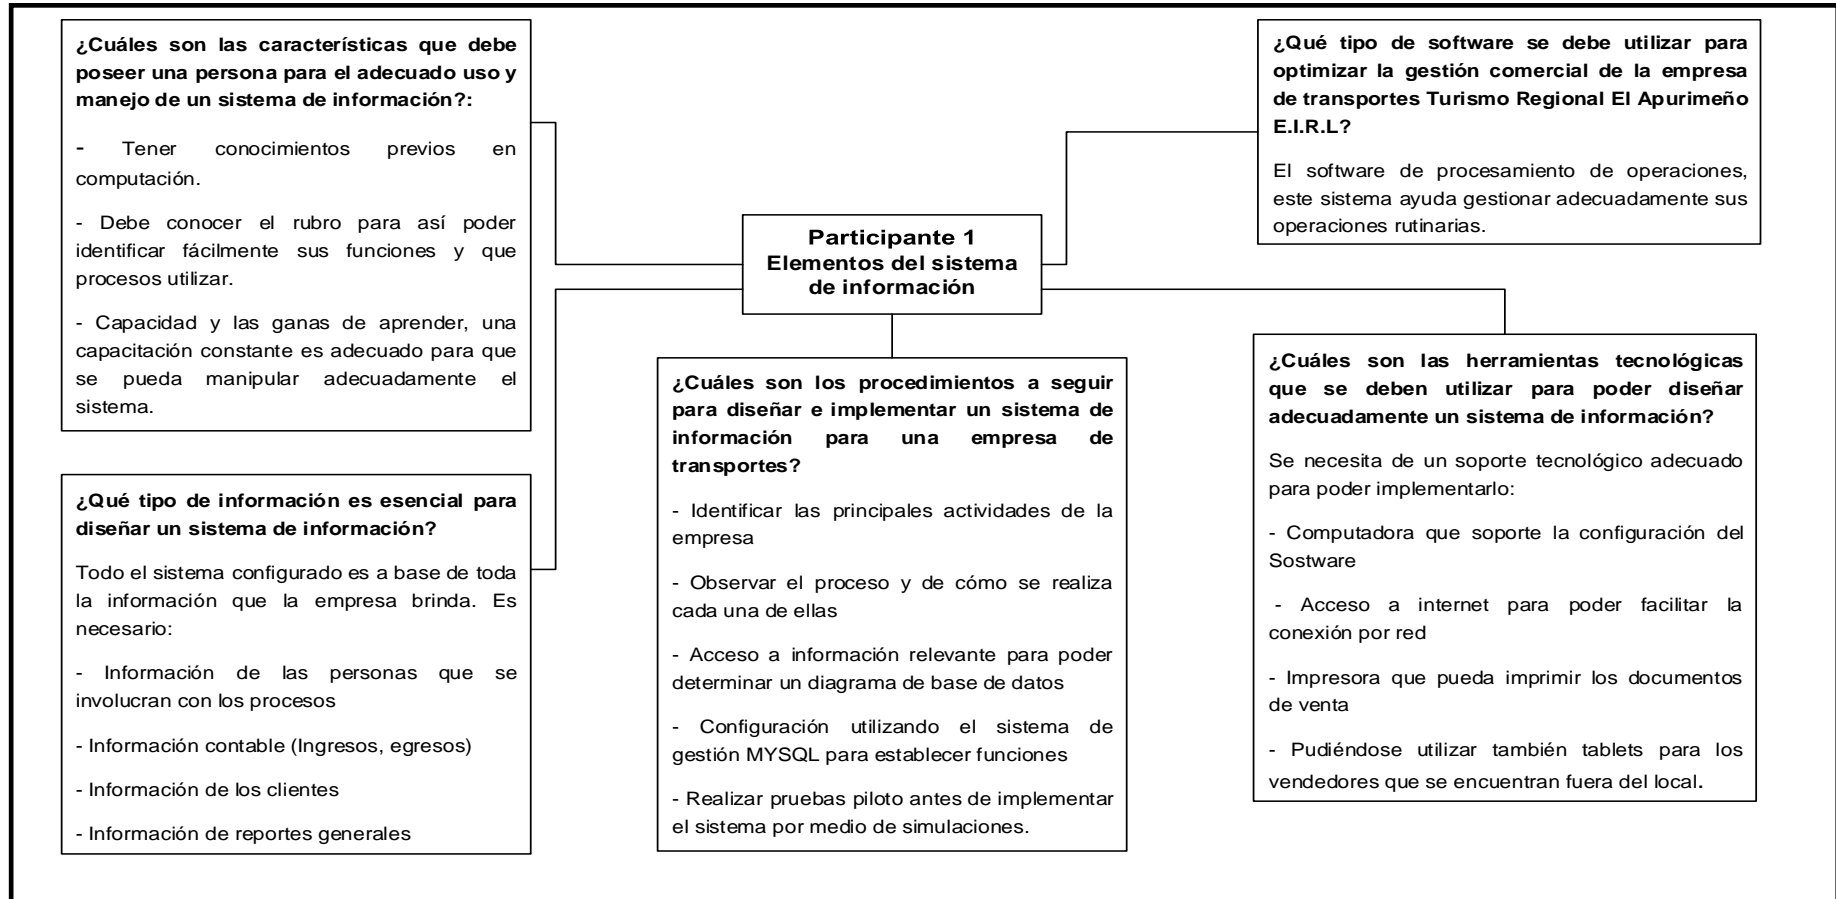 ¿Cuáles son las características que debe
poseer una persona para el adecuado uso y
manejo de un sistema de información?:
- Tener conocimientos previos en
computación.
- Debe conocer el rubro para así poder
identificar fácilmente sus funciones y que
procesos utilizar.
- Capacidad y las ganas de aprender, una
capacitación constante es adecuado para que
se pueda manipular adecuadamente el
sistema.
¿Qué tipo de información es esencial para
diseñar un sistema de información?
Todo el sistema configurado es a base de toda
la información que la empresa brinda. Es
necesario:
- Información de las personas que se
involucran con los procesos
- Información contable (Ingresos, egresos)
- Información de los clientes
- Información de reportes generales
Participante 1
Elementos del sistema
de información
¿Cuáles son los procedimientos a seguir
para diseñar e implementar un sistema de
información para una empresa de
transportes?
- Identificar las principales actividades de la
empresa
- Observar el proceso y de cómo se realiza
cada una de ellas
- Acceso a información relevante para poder
determinar un diagrama de base de datos
- Configuración utilizando el sistema de
gestión MYSQL para establecer funciones
- Realizar pruebas piloto antes de implementar
el sistema por medio de simulaciones.
¿Qué tipo de software se debe utilizar para
optimizar la gestión comercial de la empresa
de transportes Turismo Regional El Apurimeño
E.I.R.L?
El software de procesamiento de operaciones,
este sistema ayuda gestionar adecuadamente sus
operaciones rutinarias.
¿Cuáles son las herramientas tecnológicas
que se deben utilizar para poder diseñar
adecuadamente un sistema de información?
Se necesita de un soporte tecnológico adecuado
para poder implementarlo:
- Computadora que soporte la configuración del
Sostware
- Acceso a internet para poder facilitar la
conexión por red
- Impresora que pueda imprimir los documentos
de venta
- Pudiéndose utilizar también tablets para los
vendedores que se encuentran fuera del local.